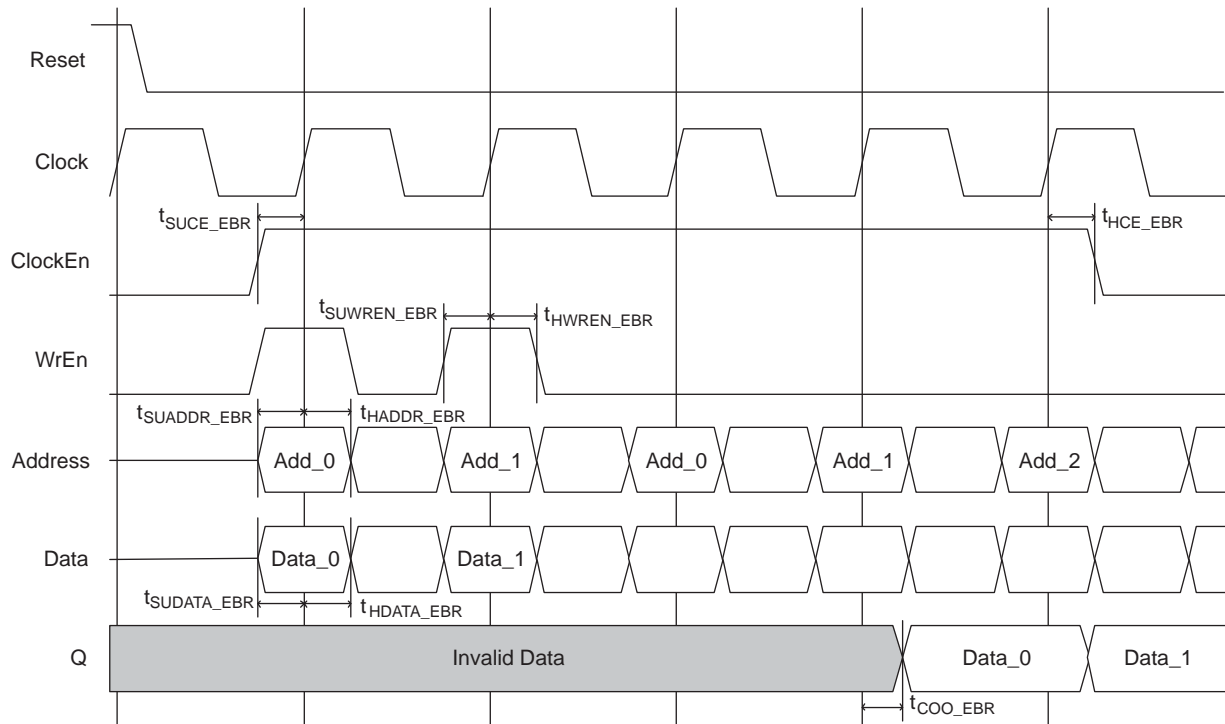 Reset
Clock
tSUCE_EBR
tHCE_EBR
ClockEn
tSUWREN_EBR
tHWREN_EBR
WrEn
tSUADDR_EBR
tHADDR_EBR
Address
Add_0
Add_1
Add_0
Add_1
Add_2
Data
Data_0
Data_1
tSUDATA_EBR
tHDATA_EBR
Q
Invalid Data
Data_0
Data_1
tCOO_EBR